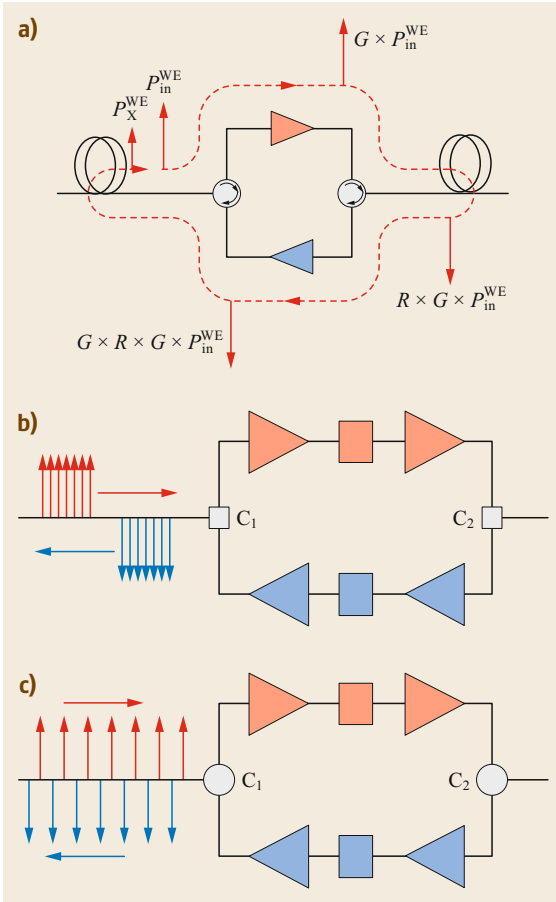 a)
G × P_in^WE
P_in^WE
P_X^WE
R × G × P_in^WE
G × R × G × P_in^WE
b)
C₁ C₂
c)
C₁ C₂